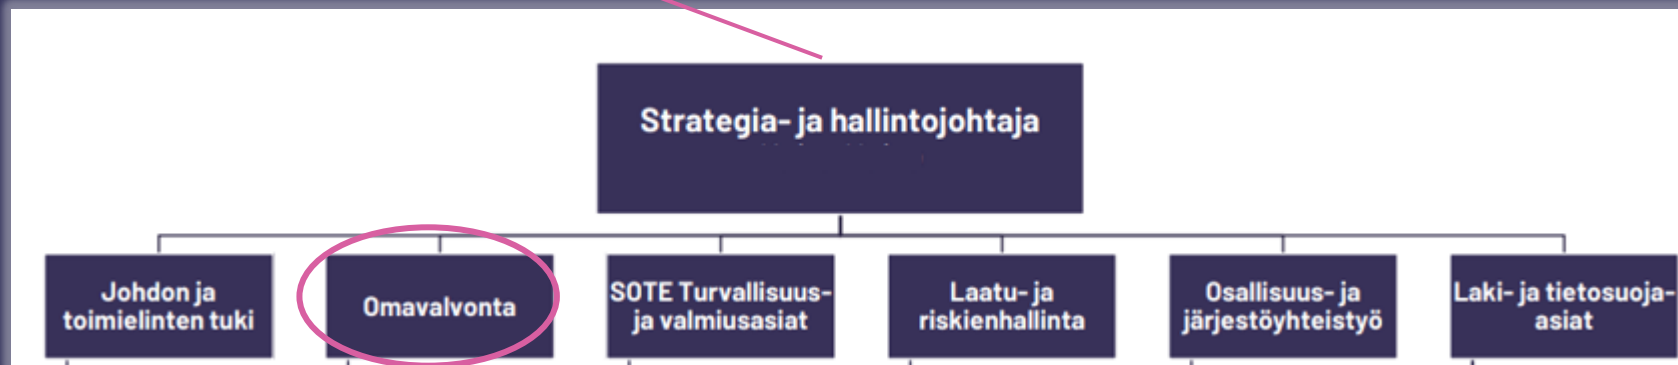 Strategia- ja hallintojohtaja
Johdon ja
toimielinten tuki
Omavalvonta
SOTE Turvallisuus-
ja valmiusasiat
Laatu- ja
riskienhallinta
Osallisuus- ja
järjestöyhteistyö
Laki- ja tietosuoja-
asiat